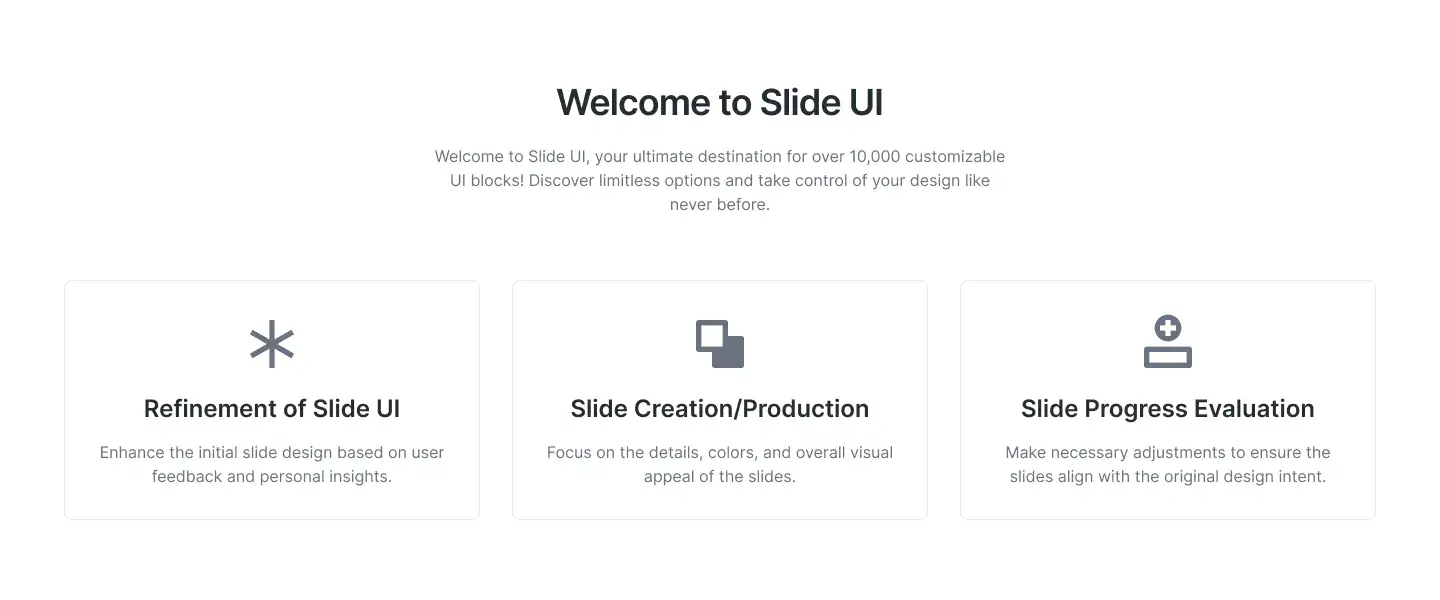 Welcome to Slide UI
Welcome to Slide UI, your ultimate destination for over 10,000 customizable
UI blocks! Discover limitless options and take control of your design like
never before.
Refinement of Slide UI
Enhance the initial slide design based on user
feedback and personal insights.
Slide Creation/Production
Focus on the details, colors, and overall visual
appeal of the slides.
Slide Progress Evaluation
Make necessary adjustments to ensure the
slides align with the original design intent.